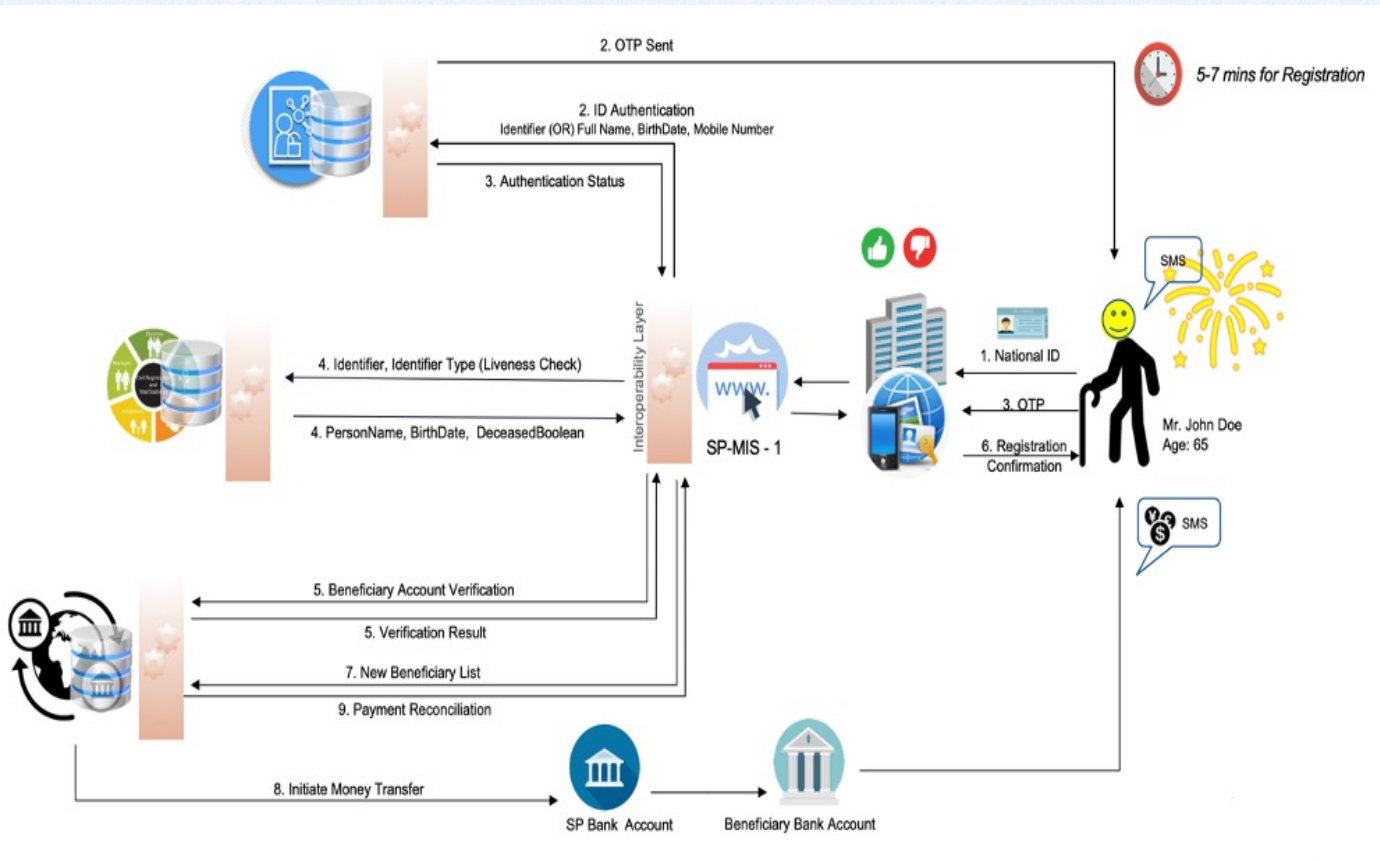 2. OTP Sent
5-7 mins for Registration
2. ID Authentication
Identifier (OR) Full Name, BirthDate, Mobile Number
3. Authentication Status
SMS
Interoperability Layer
1. National ID
4. Identifier, Identifier Type (Liveness Check)
www.
3. OTP
4. PersonName, BirthDate, DeceasedBoolean
SP-MIS - 1
6. Registration
Confirmation
Mr. John Doe
Age: 65
SMS
5. Beneficiary Account Verification
5. Verification Result
7. New Beneficiary List
9. Payment Reconciliation
8. Initiate Money Transfer
SP Bank Account
Beneficiary Bank Account